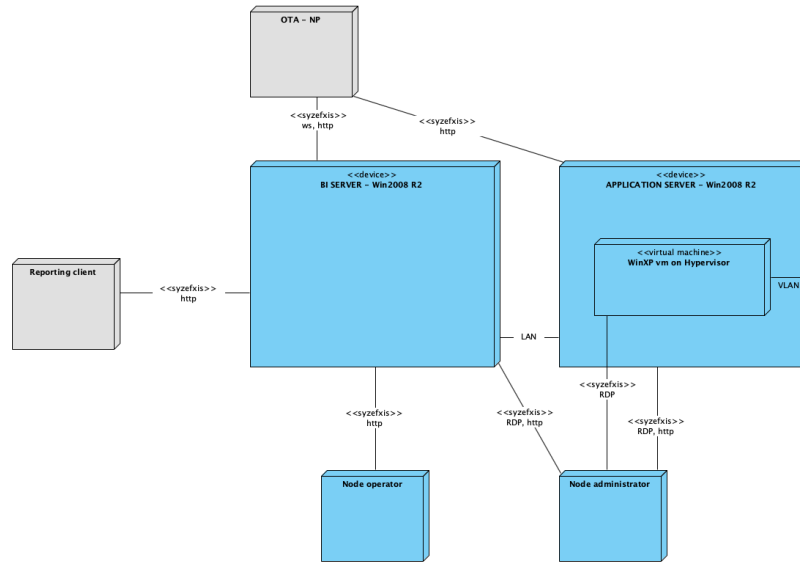 OTA – NP
<<syzefxis>>
ws, http
<<syzefxis>>
http
<<device>>
BI SERVER – Win2008 R2
<<device>>
APPLICATION SERVER – Win2008 R2
<<virtual machine>>
WinXP vm on Hypervisor
VLAN
Reporting client
<<syzefxis>>
http
LAN
<<syzefxis>>
http
<<syzefxis>>
RDP, http
<<syzefxis>>
RDP
<<syzefxis>>
RDP, http
Node operator
Node administrator